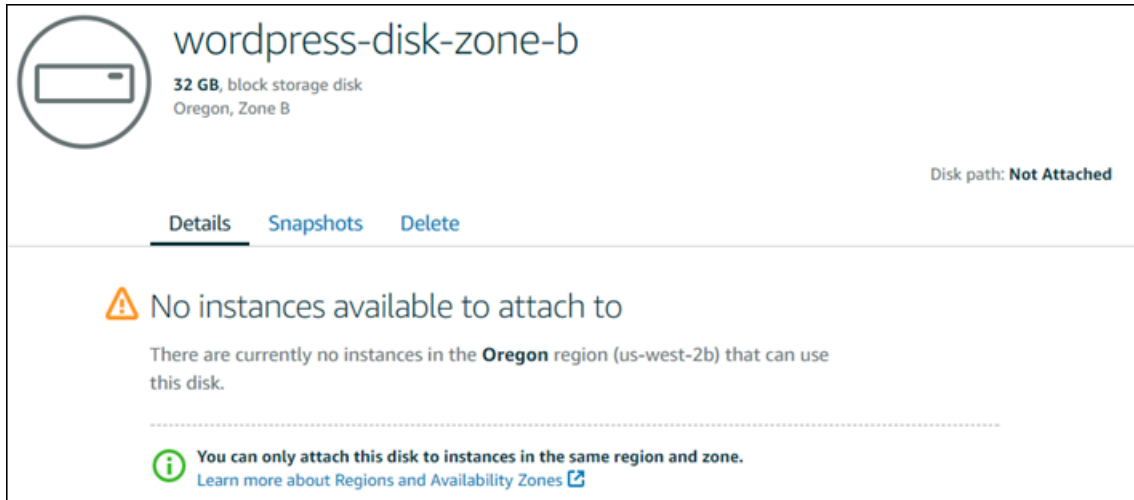 wordpress-disk-zone-b
32 GB, block storage disk
Oregon, Zone B
Disk path: Not Attached
Details Snapshots Delete
No instances available to attach to
There are currently no instances in the Oregon region (us-west-2b) that can use
this disk.
You can only attach this disk to instances in the same region and zone.
Learn more about Regions and Availability Zones